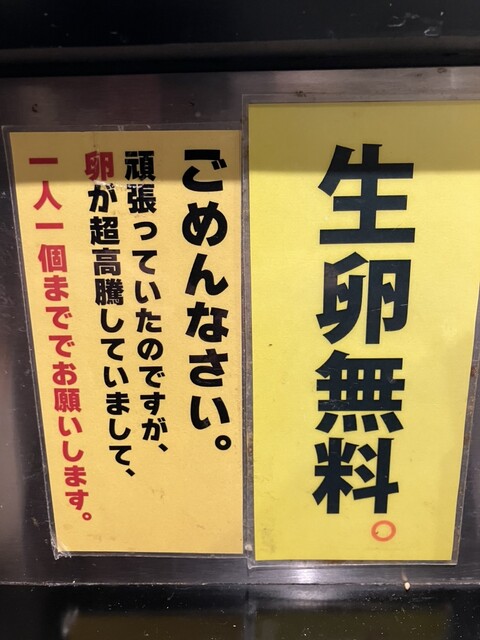 生卵無料。
ごめんなさい。
頑張っていたのですが、
卵が超高騰していまして、
一人一個まででお願いします。